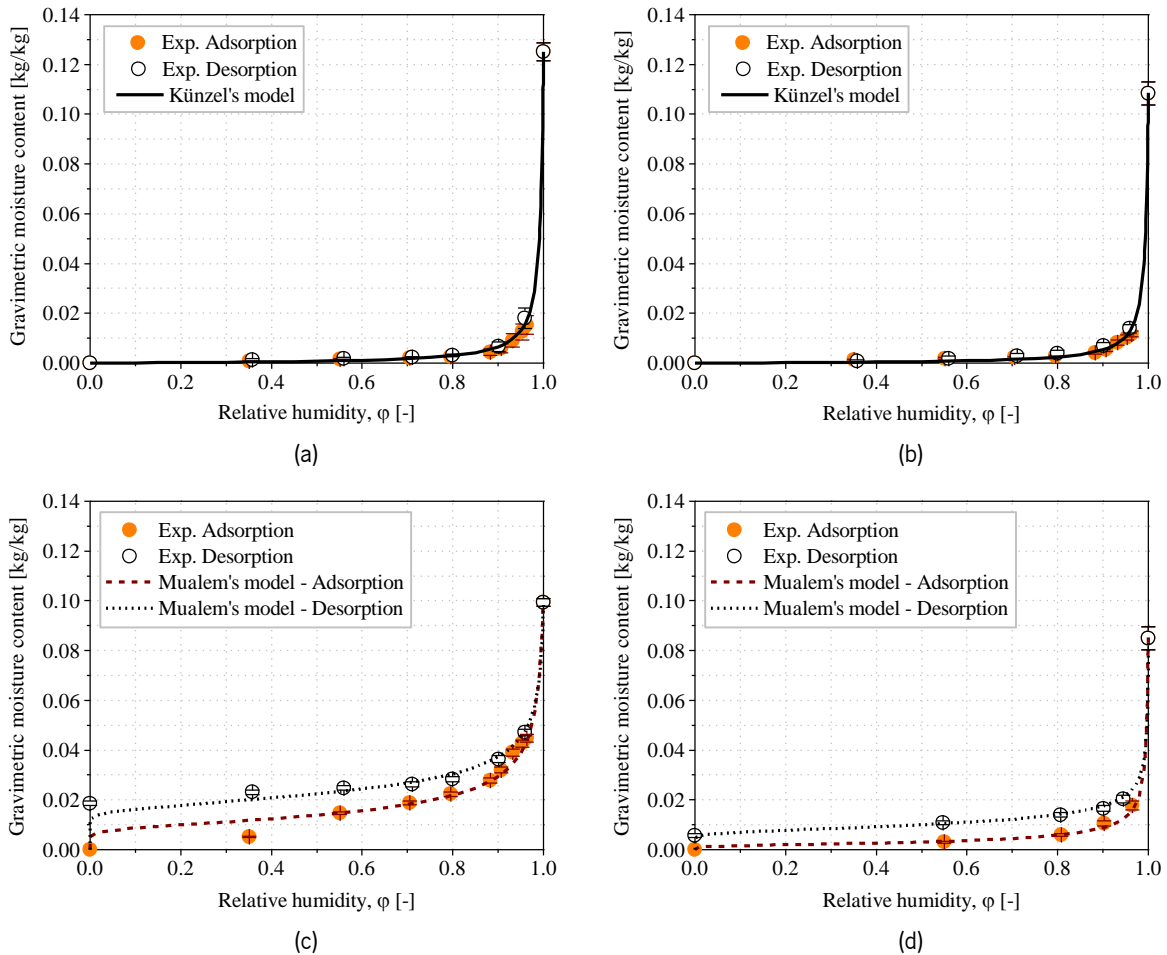 0.14
0.12
0.10
0.08
0.06
0.04
0.02
0.00
Gravimetric moisture content [kg/kg]
Exp. Adsorption
Exp. Desorption
Künzel's model
0.0 0.2 0.4 0.6 0.8 1.0
Relative humidity, φ [-]
(a)
0.14
0.12
0.10
0.08
0.06
0.04
0.02
0.00
Gravimetric moisture content [kg/kg]
Exp. Adsorption
Exp. Desorption
Künzel's model
0.0 0.2 0.4 0.6 0.8 1.0
Relative humidity, φ [-]
(b)
0.14
0.12
0.10
0.08
0.06
0.04
0.02
0.00
Gravimetric moisture content [kg/kg]
Exp. Adsorption
Exp. Desorption
Mualem's model - Adsorption
Mualem's model - Desorption
0.0 0.2 0.4 0.6 0.8 1.0
Relative humidity, φ [-]
(c)
0.14
0.12
0.10
0.08
0.06
0.04
0.02
0.00
Gravimetric moisture content [kg/kg]
Exp. Adsorption
Exp. Desorption
Mualem's model - Adsorption
Mualem's model - Desorption
0.0 0.2 0.4 0.6 0.8 1.0
Relative humidity, φ [-]
(d)